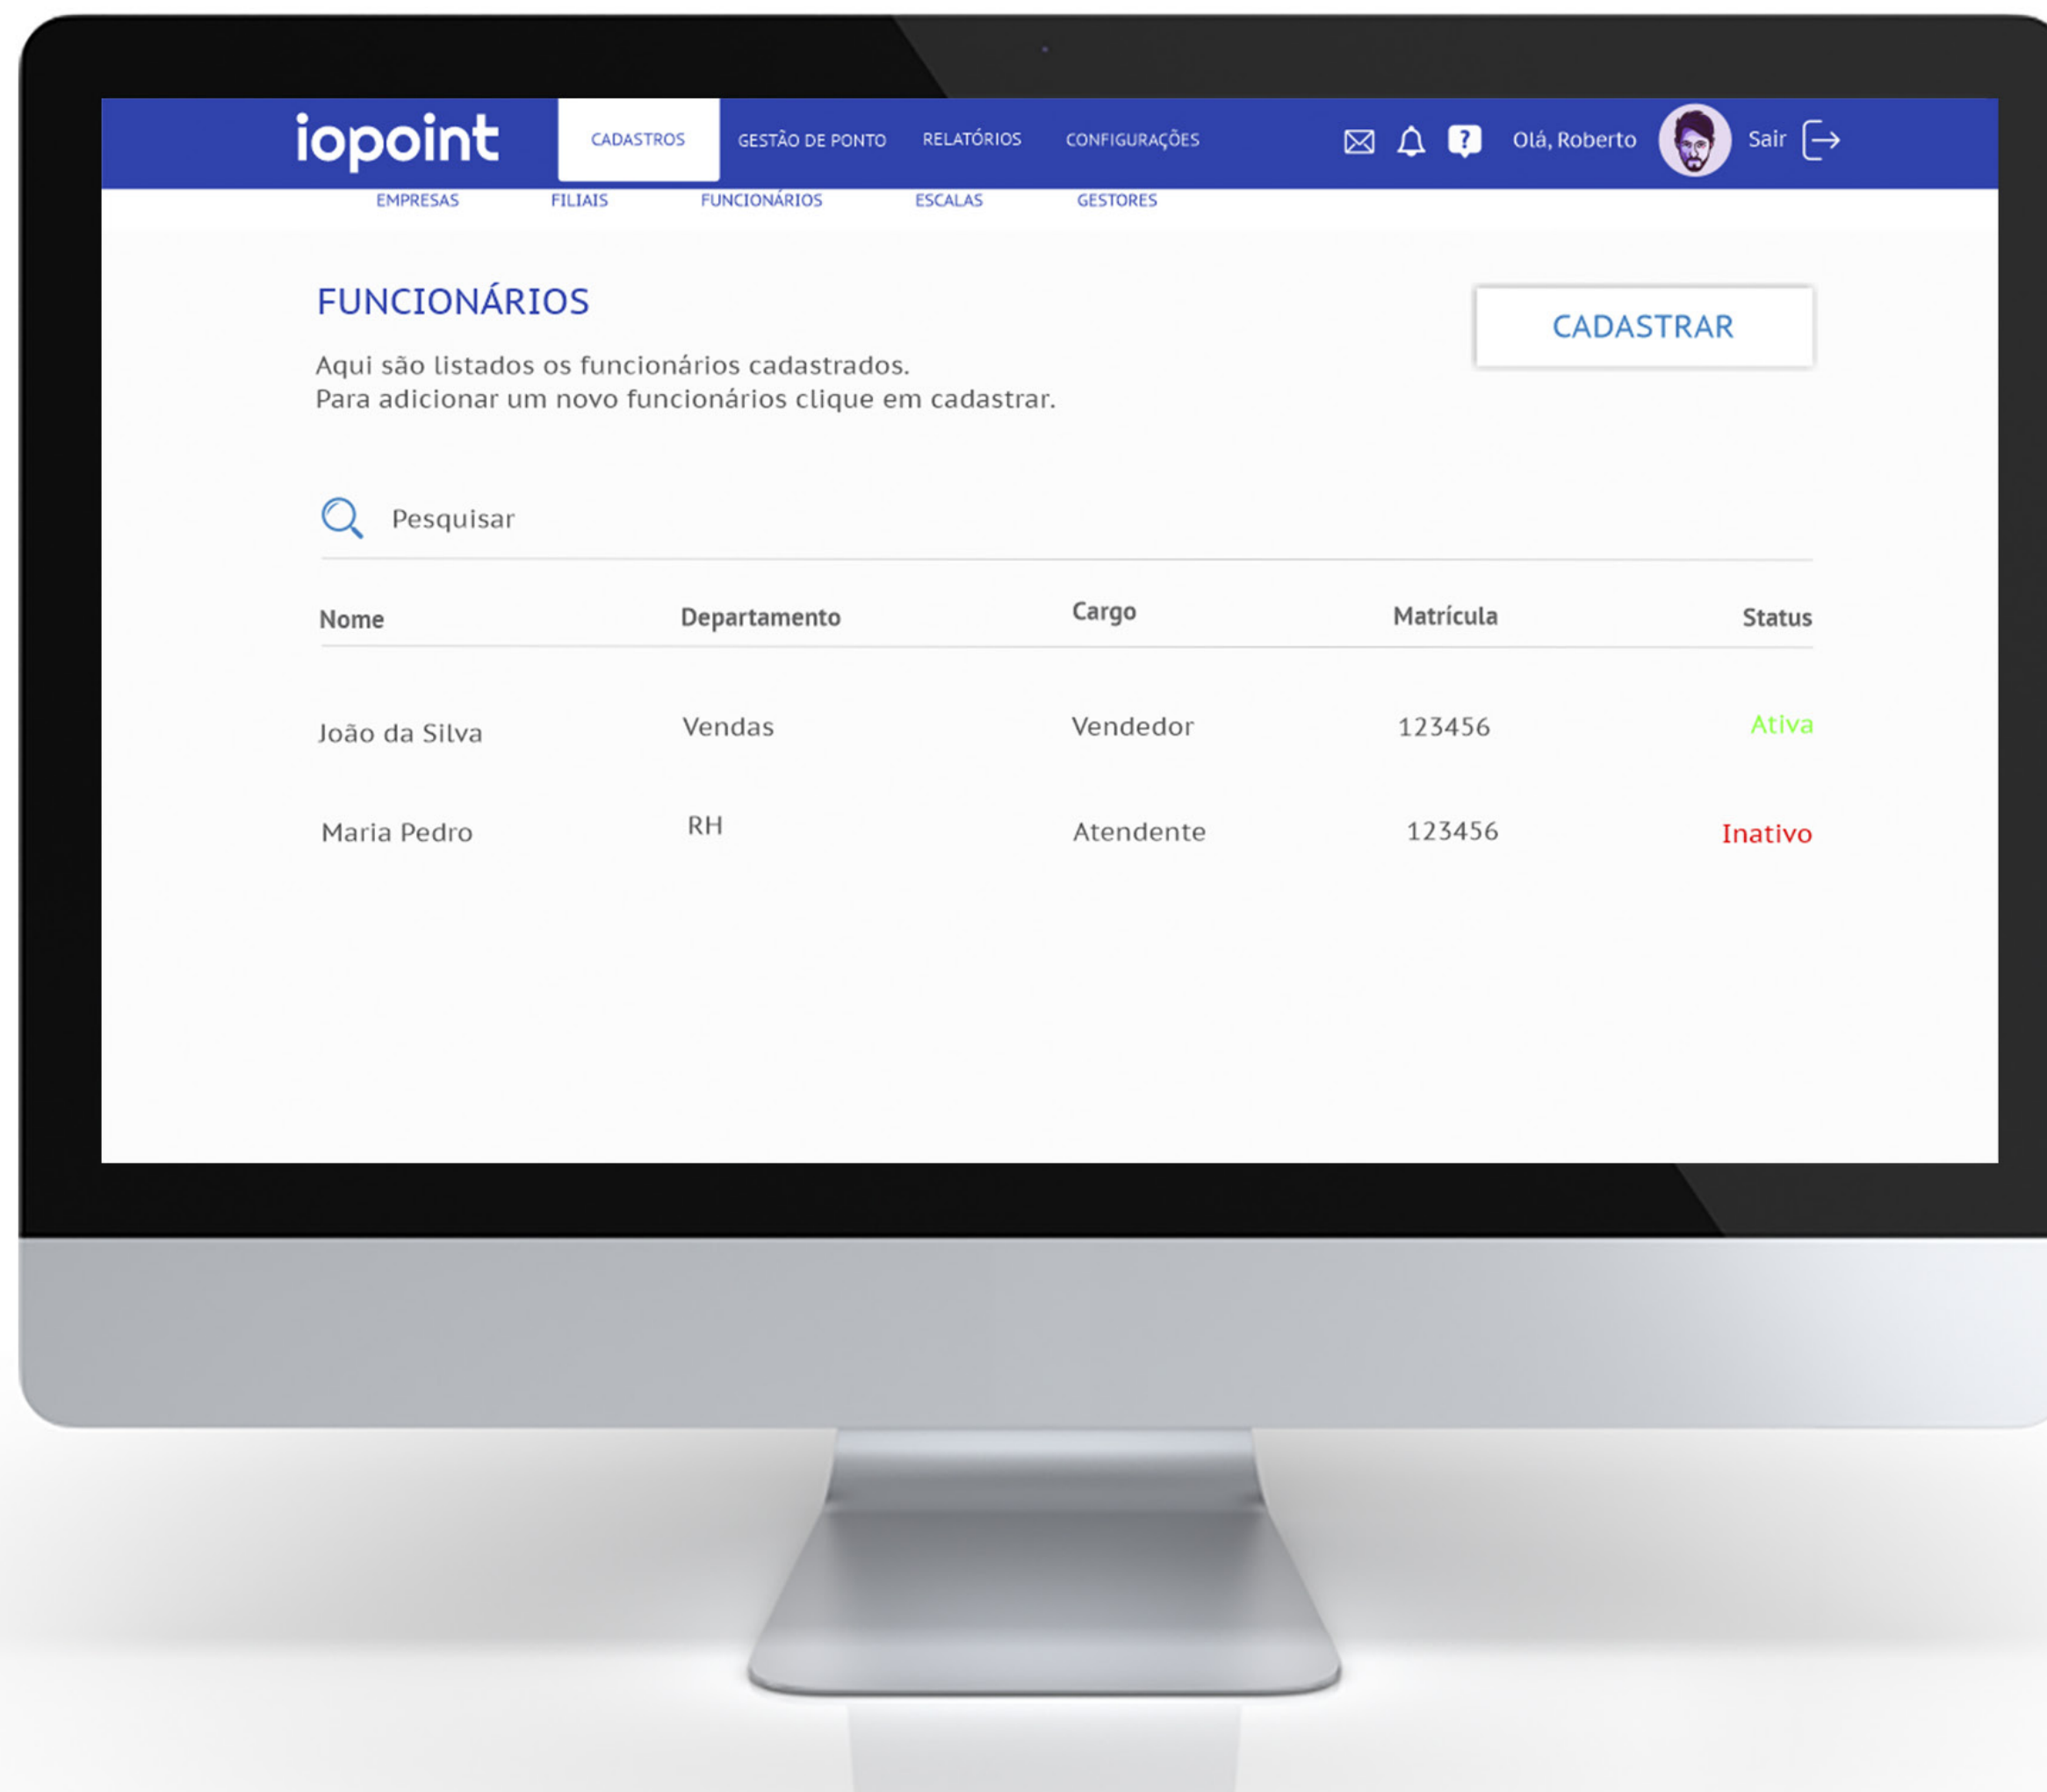 iopoint CADASTROS GESTÃO DE PONTO RELATÓRIOS CONFIGURAÇÕES ? Olá, Roberto Sair
EMPRESAS FILIAIS FUNCIONÁRIOS ESCALAS GESTORES
FUNCIONÁRIOS
CADASTRAR
Aqui são listados os funcionários cadastrados.
Para adicionar um novo funcionários clique em cadastrar.
Pesquisar
Nome Departamento Cargo Matrícula Status
João da Silva Vendas Vendedor 123456 Ativa
Maria Pedro RH Atendente 123456 Inativo